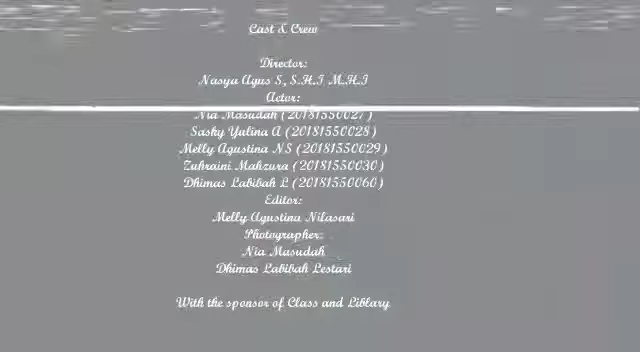 Cast & Crew
Director:
Nasya Agus S, S.H.I M.H.I
Actor:
Nia Masudah (20181550027)
Sasky Yulina A (20181550028)
Melly Agustina NS (20181550029)
Zuhraini Mahzura (20181550030)
Dhimas Labibah L (20181550060)
Editor:
Melly Agustina Nilasari
Photographer:
Nia Masudah
Dhimas Labibah Lestari
With the sponsor of Class and Liblary